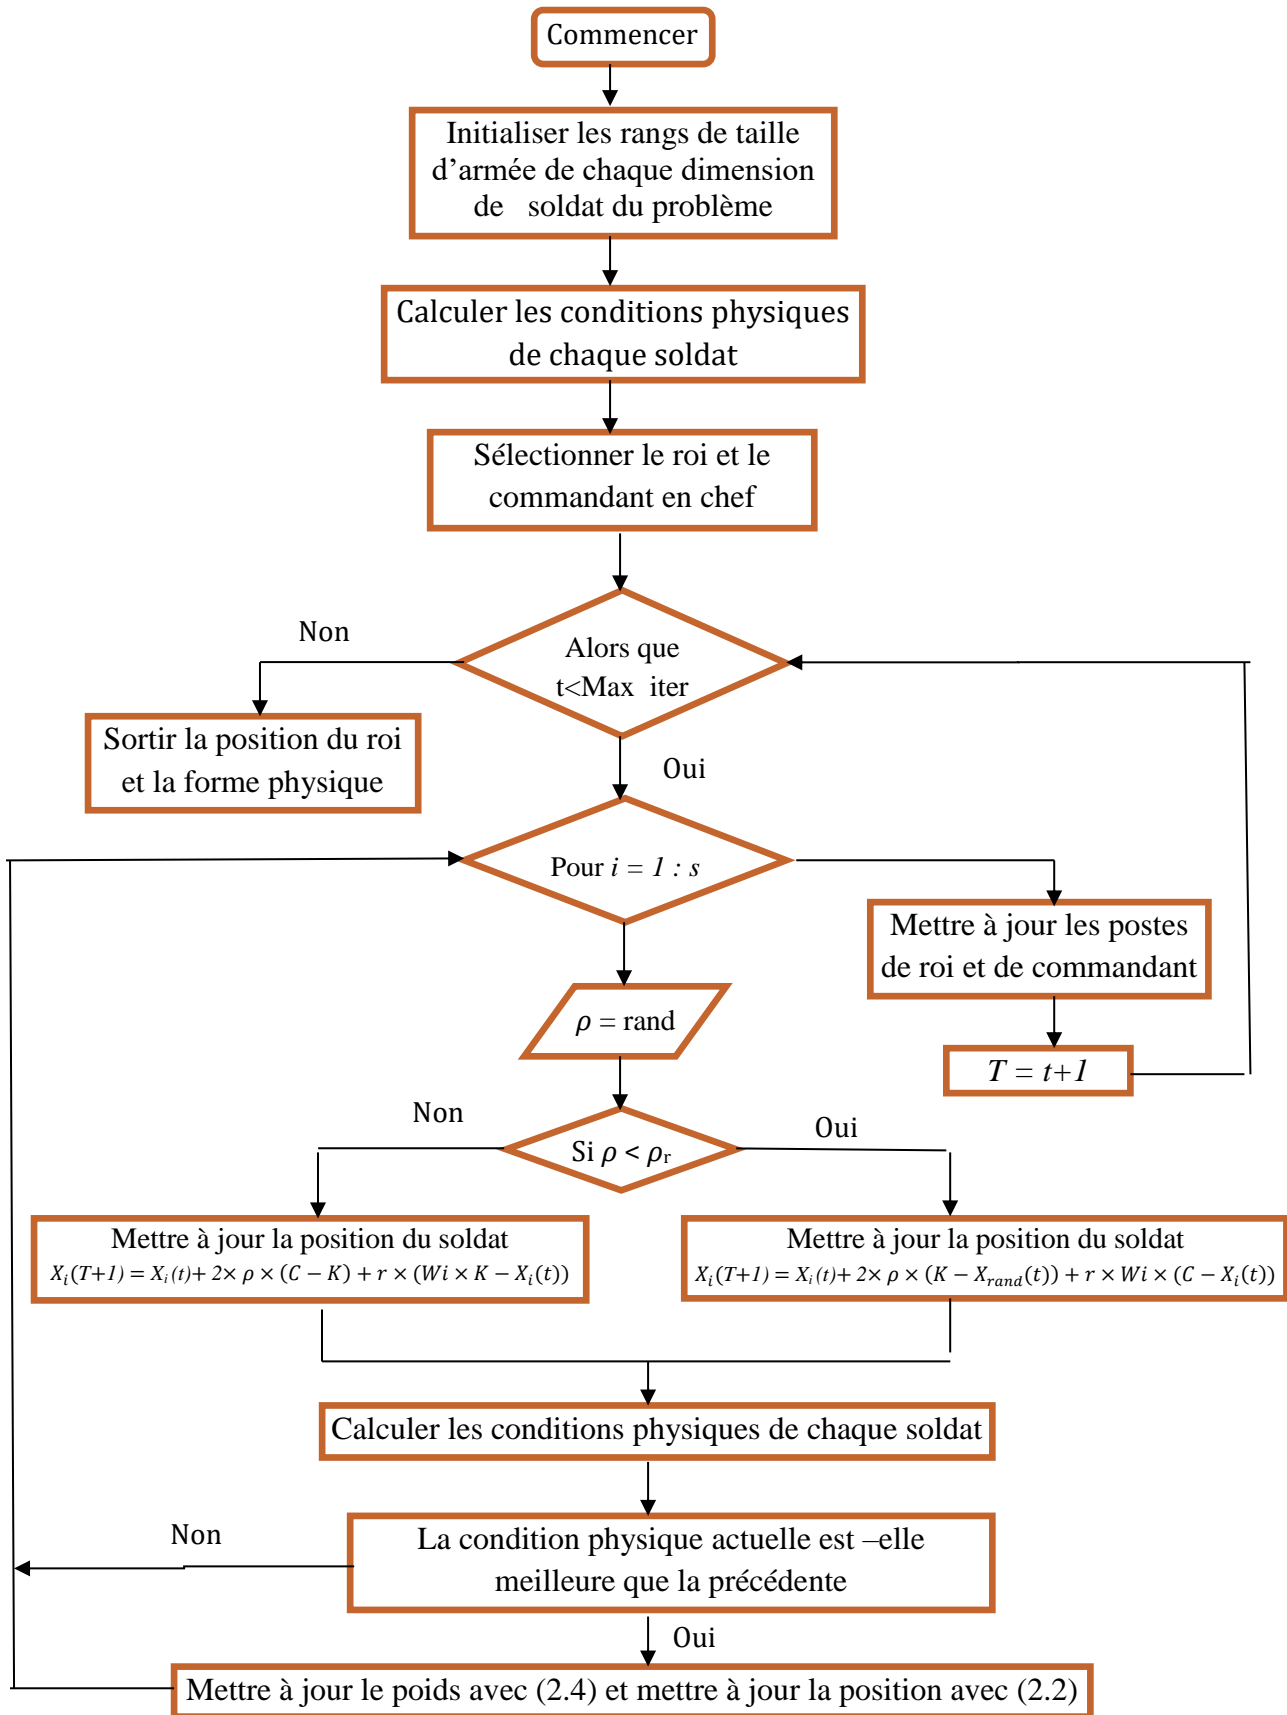 Commencer
Initialiser les rangs de taille
d’armée de chaque dimension
de soldat du problème
Calculer les conditions physiques
de chaque soldat
Sélectionner le roi et le
commandant en chef
Non
Alors que
t<Max iter
Sortir la position du roi
et la forme physique
Oui
Pour i = 1 : s
Mettre à jour les postes
de roi et de commandant
ρ = rand
T = t+1
Non
Oui
Si ρ < ρr
Mettre à jour la position du soldat
Xi(T+1) = Xi(t)+ 2× ρ × (C − K) + r × (Wi × K − Xi(t))
Mettre à jour la position du soldat
Xi(T+1) = Xi(t)+ 2× ρ × (K − Xrand(t)) + r × Wi × (C − Xi(t))
Calculer les conditions physiques de chaque soldat
Non
La condition physique actuelle est –elle
meilleure que la précédente
Oui
Mettre à jour le poids avec (2.4) et mettre à jour la position avec (2.2)